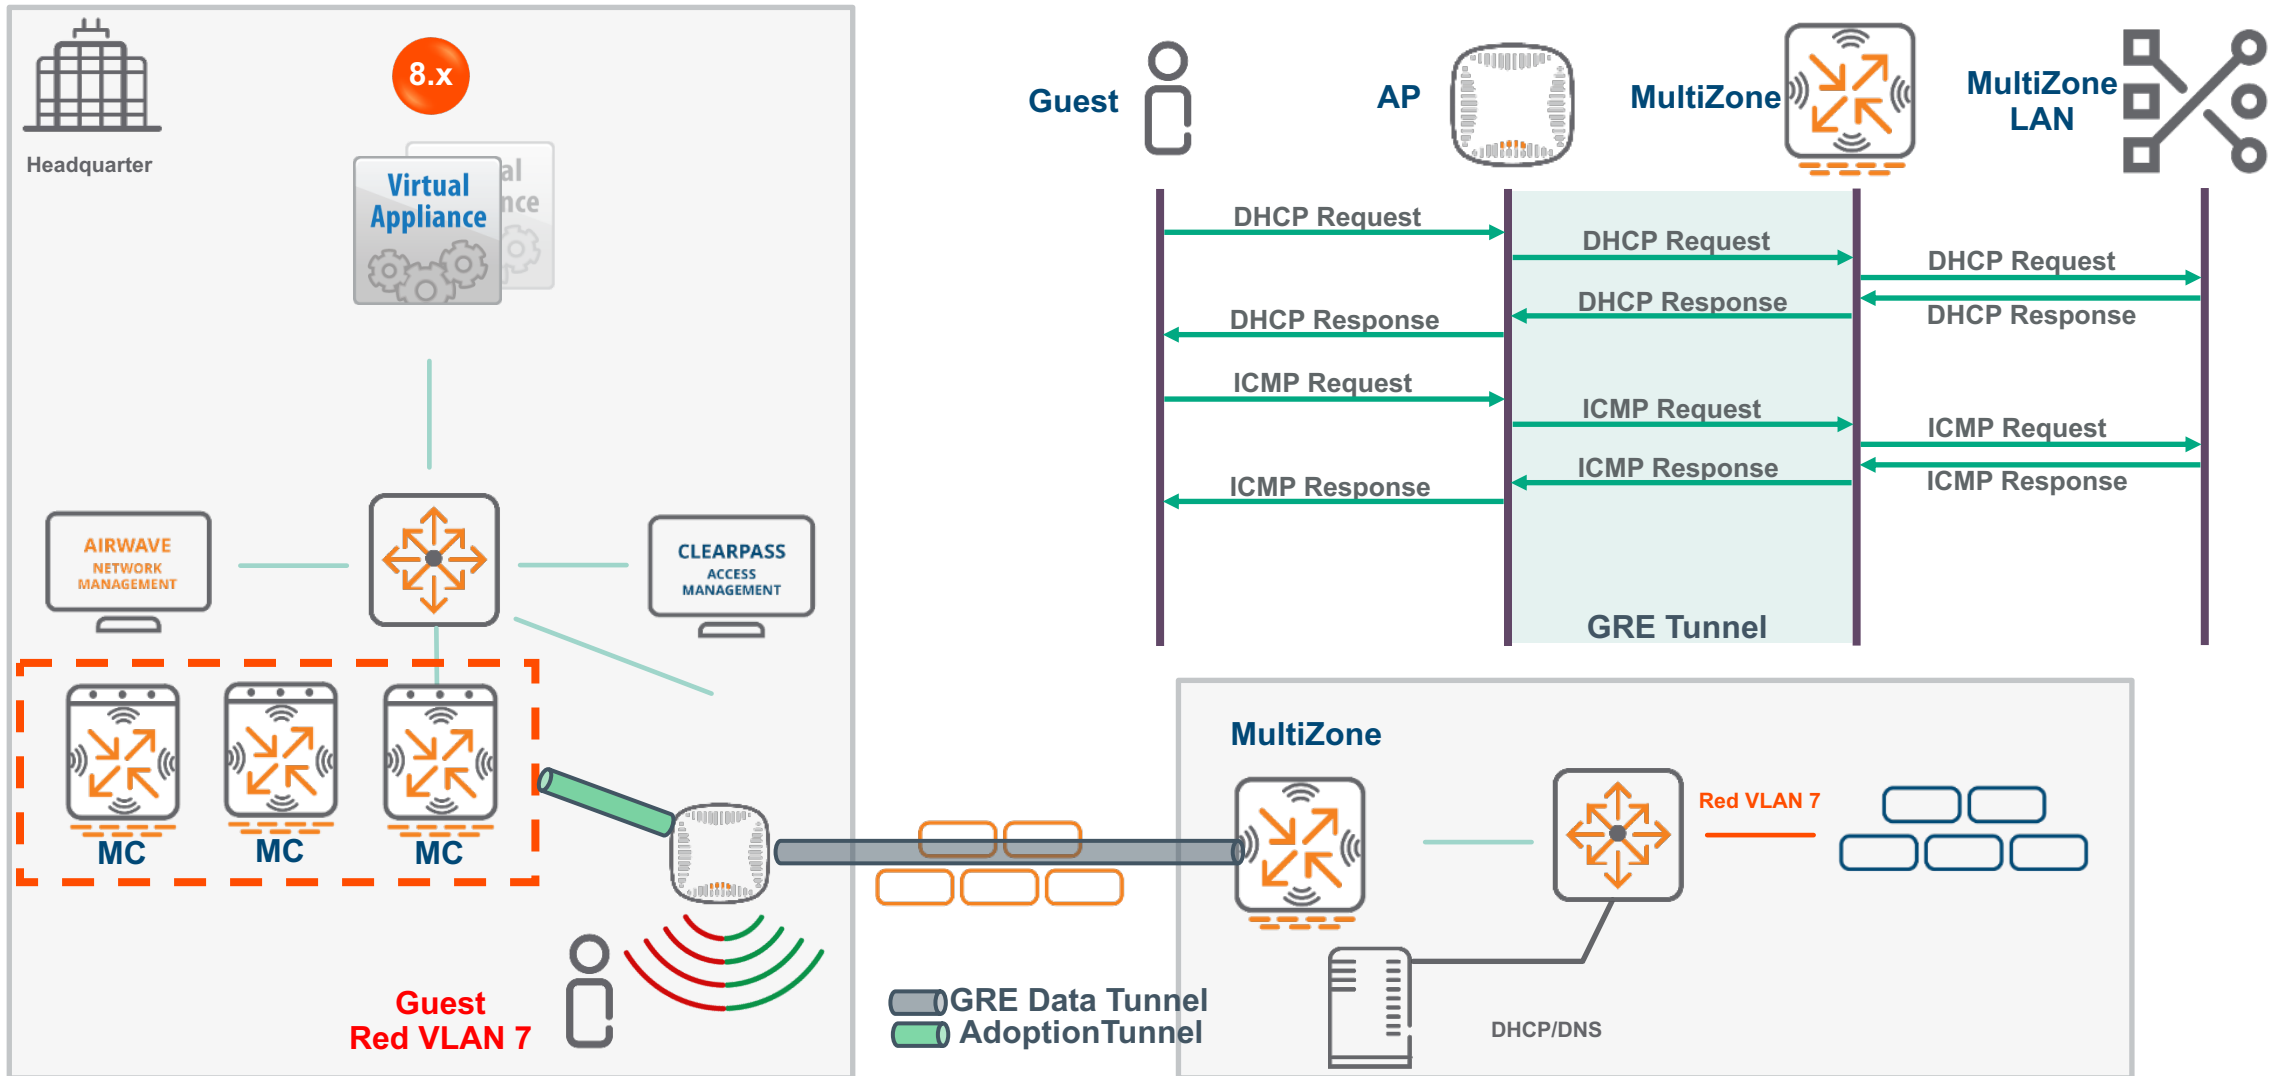 Headquarter
8.x
Virtual
Appliance
al
nce
AIRWAVE
NETWORK
MANAGEMENT
CLEARPASS
ACCESS
MANAGEMENT
MC
MC
MC
Guest
Red VLAN 7
GRE Data Tunnel
AdoptionTunnel
Guest
AP
MultiZone
MultiZone
LAN
DHCP Request
DHCP Request
DHCP Request
DHCP Response
DHCP Response
DHCP Response
ICMP Request
ICMP Request
ICMP Request
ICMP Response
ICMP Response
ICMP Response
GRE Tunnel
MultiZone
Red VLAN 7
DHCP/DNS